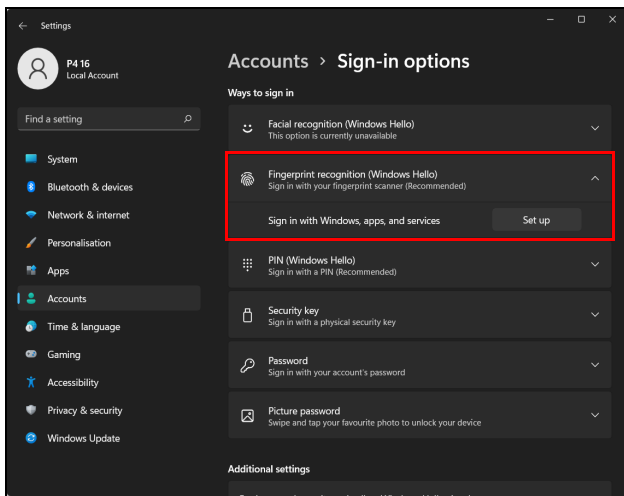 Settings
P4 16
Local Account
Find a setting
System
Bluetooth & devices
Network & internet
Personalisation
Apps
Accounts
Time & language
Gaming
Accessibility
Privacy & security
Windows Update
Accounts > Sign-in options
Ways to sign in
Facial recognition (Windows Hello)
This option is currently unavailable
Fingerprint recognition (Windows Hello)
Sign in with your fingerprint scanner (Recommended)
Sign in with Windows, apps, and services
Set up
PIN (Windows Hello)
Sign in with a PIN (Recommended)
Security key
Sign in with a physical security key
Password
Sign in with your account's password
Picture password
Swipe and tap your favourite photo to unlock your device
Additional settings